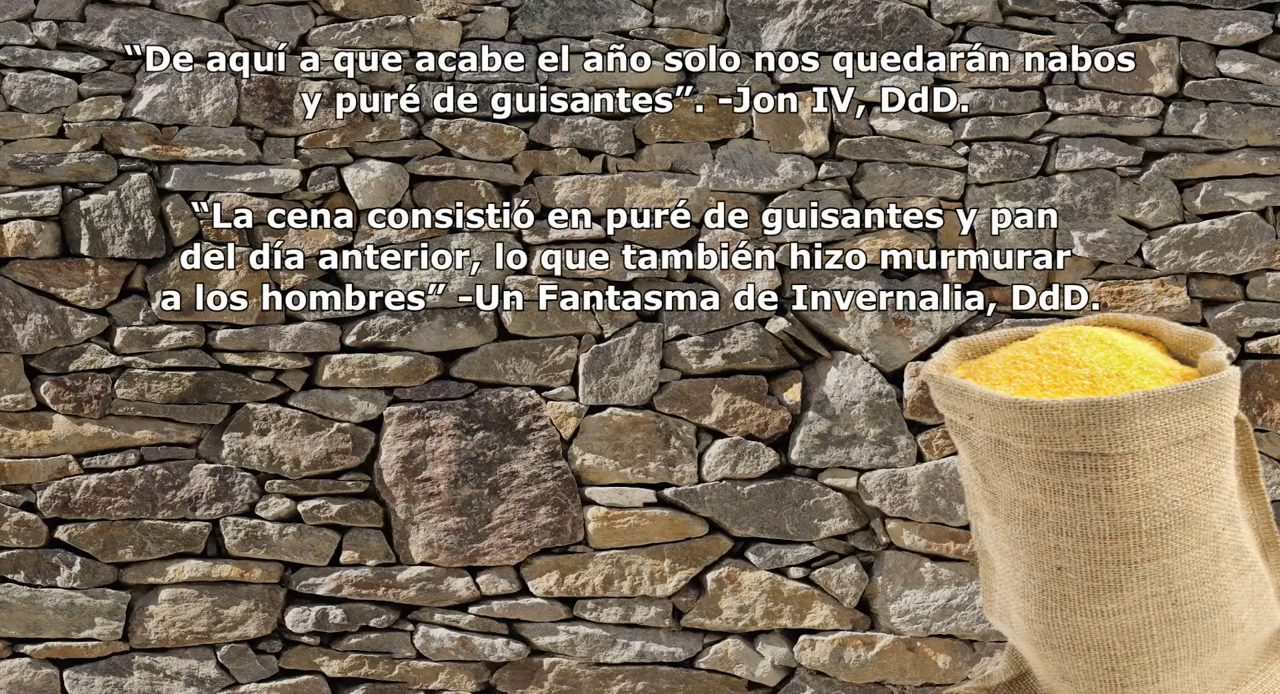 “De aquí a que acabe el año solo nos quedarán nabos
y puré de guisantes”. -Jon IV, DdD.
“La cena consistió en puré de guisantes y pan
del día anterior, lo que también hizo murmurar
a los hombres” -Un Fantasma de Invernalia, DdD.